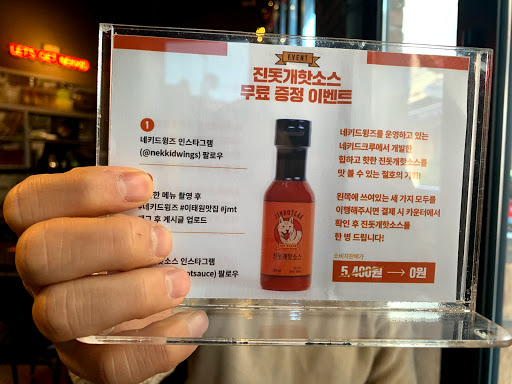 LET'S GET NEKKID
EVENT
진돗개핫소스
무료 증정 이벤트
1
네키드윙즈 인스타그램
(@nekkidwings) 팔로우
한 메뉴 촬영 후
네키드윙즈 #이태원맛집 #jmt
그 후 게시글 업로드
소스 인스타그램
otsauce) 팔로우
JINDOTGAE
진돗개핫소스
네키드윙즈를 운영하고 있는
네키드크루에서 개발한
힙하고 핫한 진돗개핫소스를
맛 볼 수 있는 절호의 기회!
왼쪽에 쓰여있는 세 가지 모두를
이행해주시면 결제 시 카운터에서
확인 후 진돗개핫소스를
한 병 드립니다!
소비자판매가
5,400원 → 0원